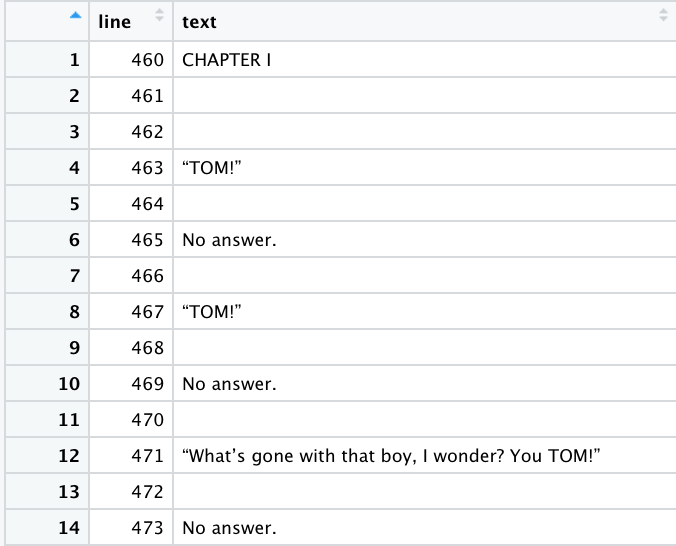 line text
1 460 CHAPTER I
2 461
3 462
4 463 “TOM!”
5 464
6 465 No answer.
7 466
8 467 “TOM!”
9 468
10 469 No answer.
11 470
12 471 “What’s gone with that boy, I wonder? You TOM!”
13 472
14 473 No answer.